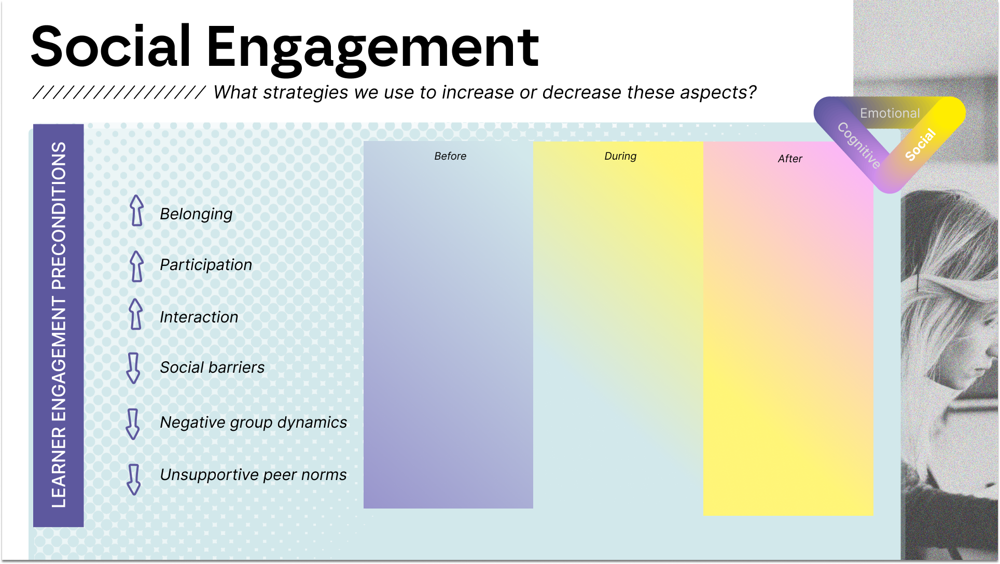 Social Engagement
///////////////// What strategies we use to increase or decrease these aspects?
Emotional
Cognitive
Social
LEARNER ENGAGEMENT PRECONDITIONS
Before
During
After
Belonging
Participation
Interaction
Social barriers
Negative group dynamics
Unsupportive peer norms